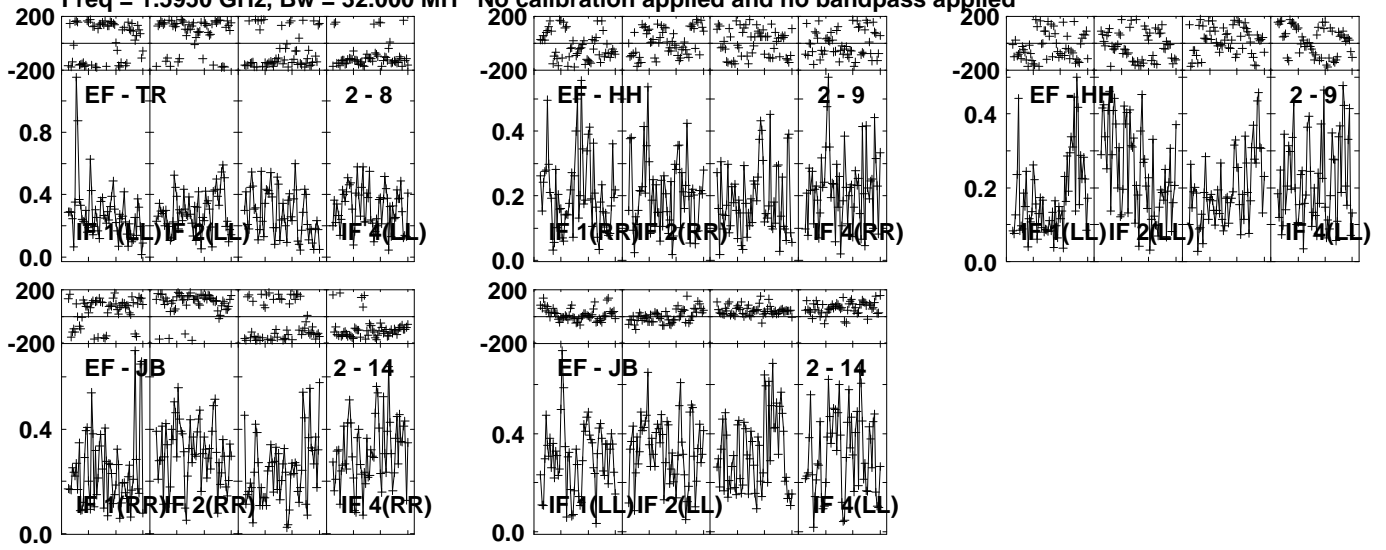 Freq = 1.5950 GHz, Bw = 32.000 MH No calibration applied and no bandpass applied
200
-200
EF - TR 2 - 8
0.8
0.4
0.0
IF 1(LL) IF 2(LL) IF 4(LL)
200
-200
EF - HH 2 - 9
0.4
0.2
0.0
IF 1(RR) IF 2(RR) IF 4(RR)
200
-200
EF - HH 2 - 9
0.4
0.2
0.0
IF 1(LL) IF 2(LL) IF 4(LL)
200
-200
EF - JB 2 - 14
0.4
0.0
IF 1(RR) IF 2(RR) IF 4(RR)
200
-200
EF - JB 2 - 14
0.4
0.0
IF 1(LL) IF 2(LL) IF 4(LL)